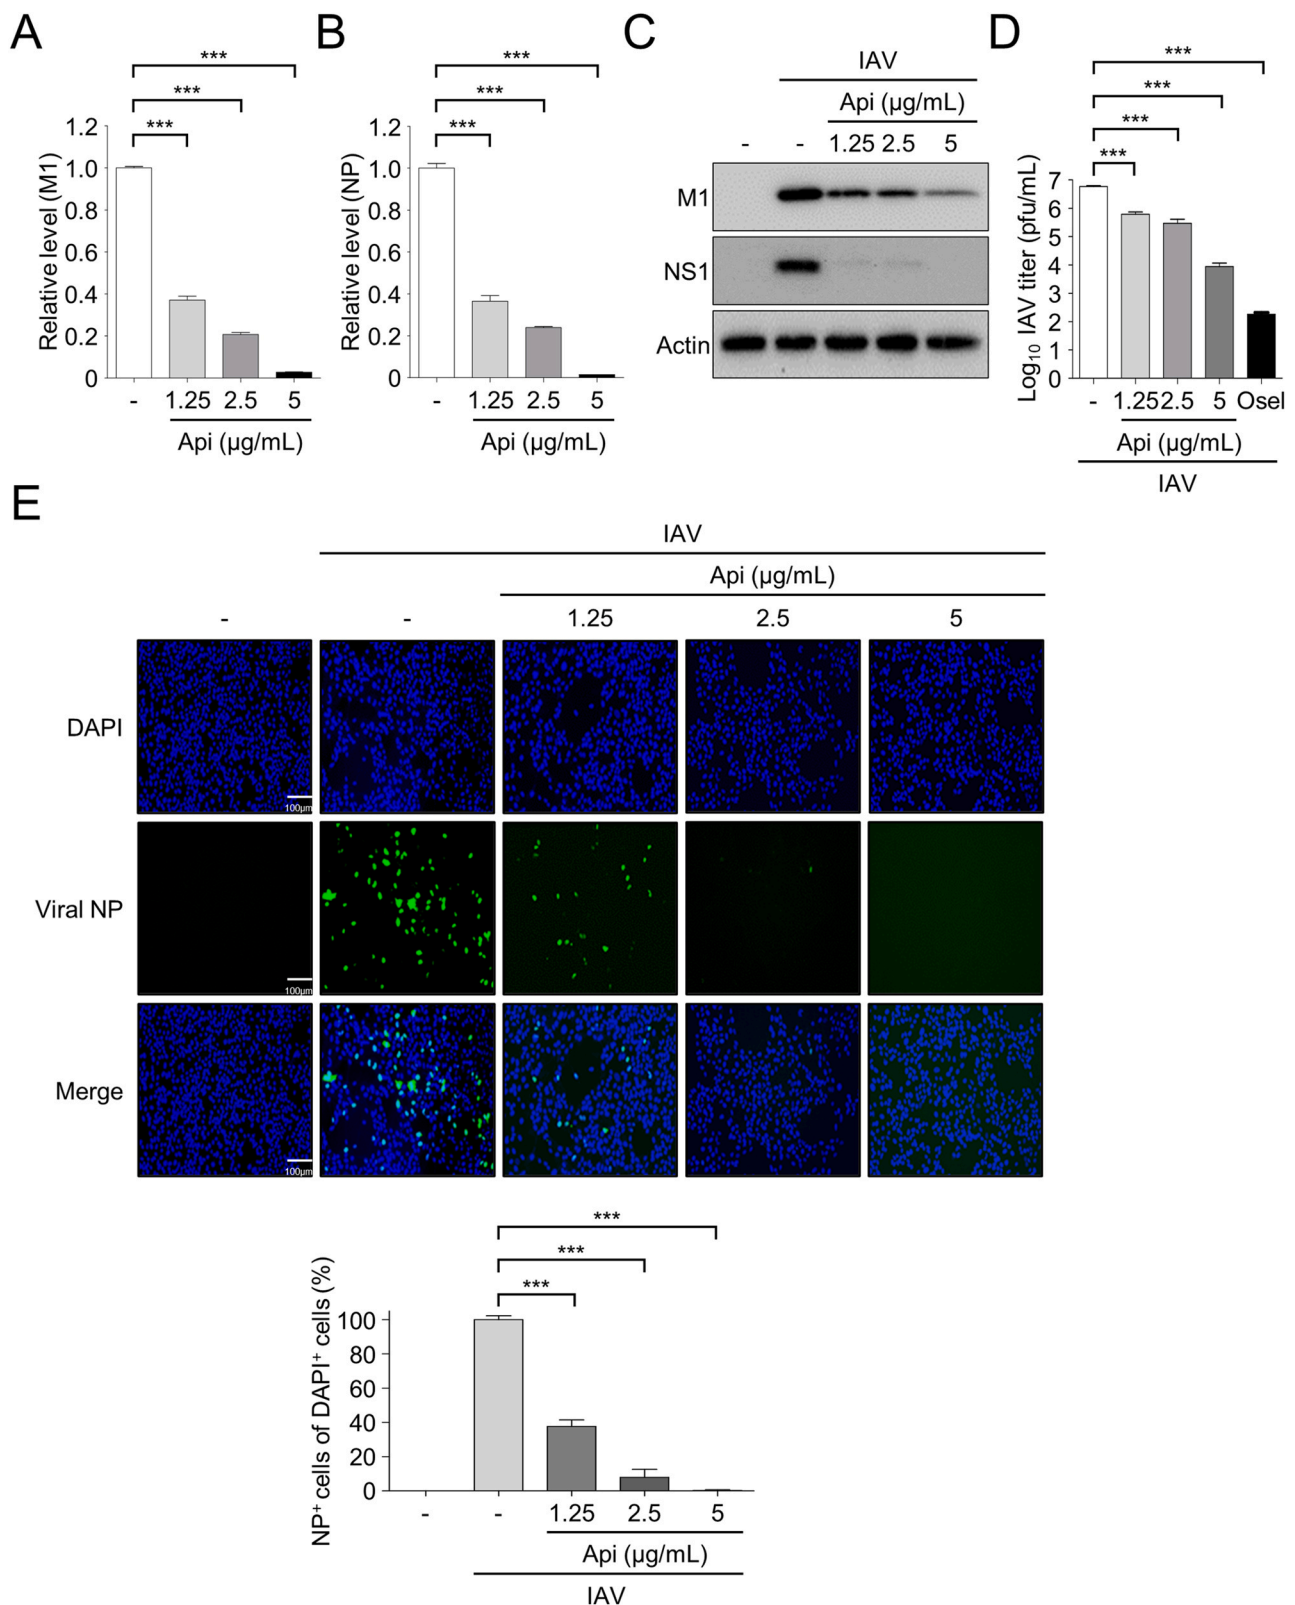 A
B
C
D
***
***
***
1.2
1.0
0.8
0.6
0.4
0.2
0
Relative level (M1)
- 1.25 2.5 5
Api (μg/mL)
***
***
***
1.2
1.0
0.8
0.6
0.4
0.2
0
Relative level (NP)
- 1.25 2.5 5
Api (μg/mL)
IAV
Api (μg/mL)
- - 1.25 2.5 5
M1
NS1
Actin
***
***
***
***
7
6
5
4
3
2
1
0
Log10 IAV titer (pfu/mL)
- 1.25 2.5 5 Osel
Api (μg/mL)
IAV
E
IAV
Api (μg/mL)
- - 1.25 2.5 5
DAPI
100μm
Viral NP
100μm
Merge
100μm
***
***
***
100
80
60
40
20
0
NP+ cells of DAPI+ cells (%)
- - 1.25 2.5 5
Api (μg/mL)
IAV